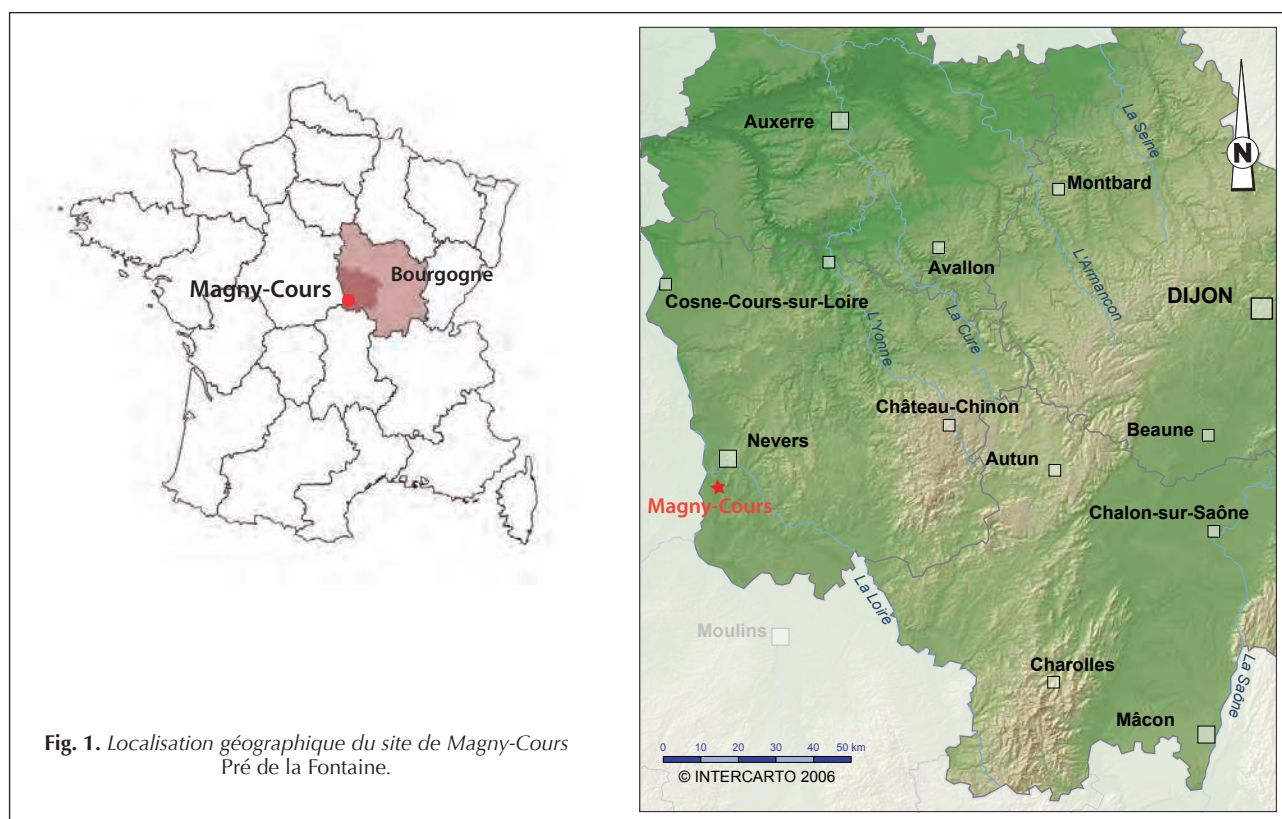 Bourgogne
Magny-Cours
Fig. 1. Localisation géographique du site de Magny-Cours
Pré de la Fontaine.
Auxerre
La Seine
N
Montbard
Avallon
Cosne-Cours-sur-Loire
L'Yonne
La Cure
L'Armançon
DIJON
Château-Chinon
Nevers
Beaune
Autun
Magny-Cours
Chalon-sur-Saône
La Loire
Moulins
Charolles
La Saône
Mâcon
0 10 20 30 40 50 km
© INTERCARTO 2006